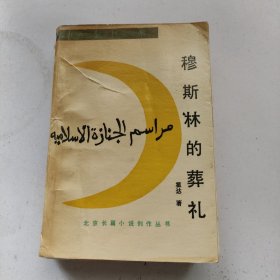 穆斯林的葬礼
مراسم الجنازة الاسلاميه
霍达 著
北京长篇小说创作丛书